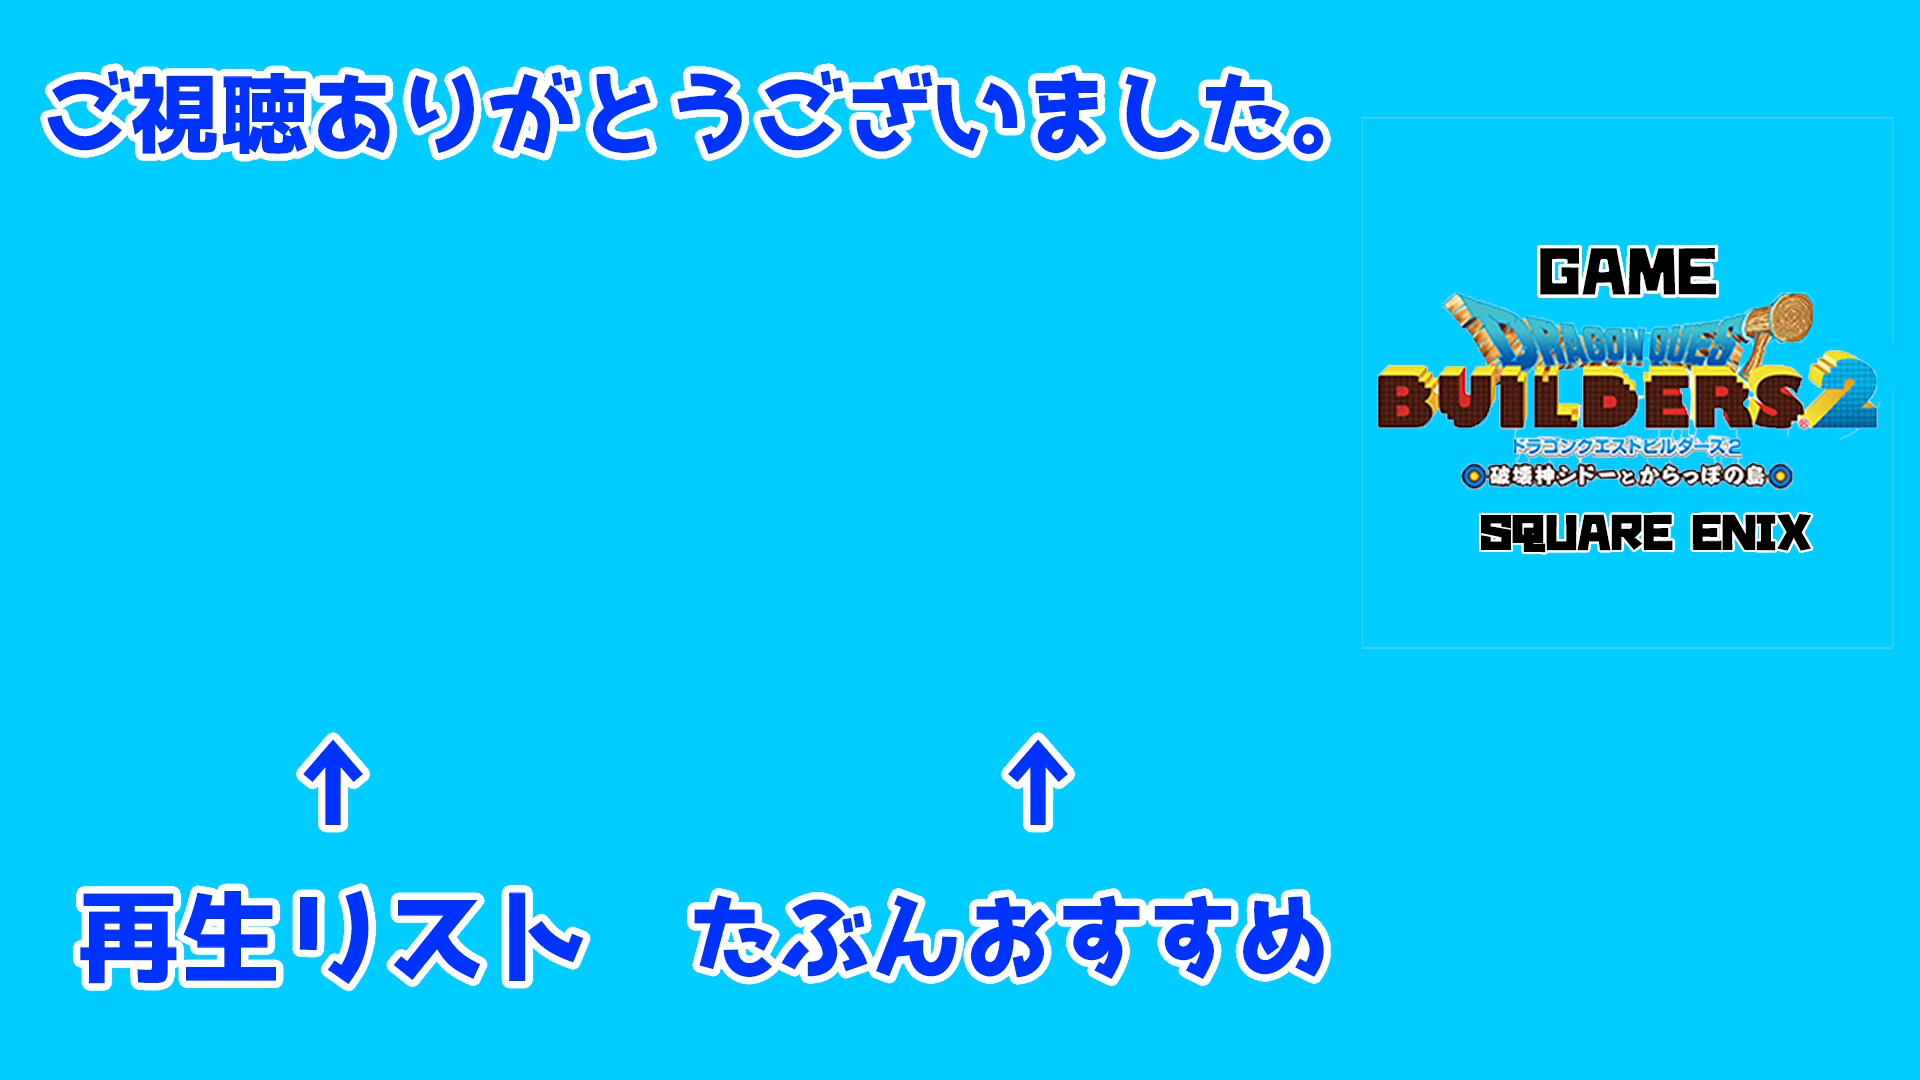 ご視聴ありがとうございました。
GAME
DRAGON QUEST
BUILDERS®2
ドラゴンクエストビルダーズ2
破壊神シドーとからっぽの島
SQUARE ENIX
↑ ↑
再生リスト たぶんおすすめ